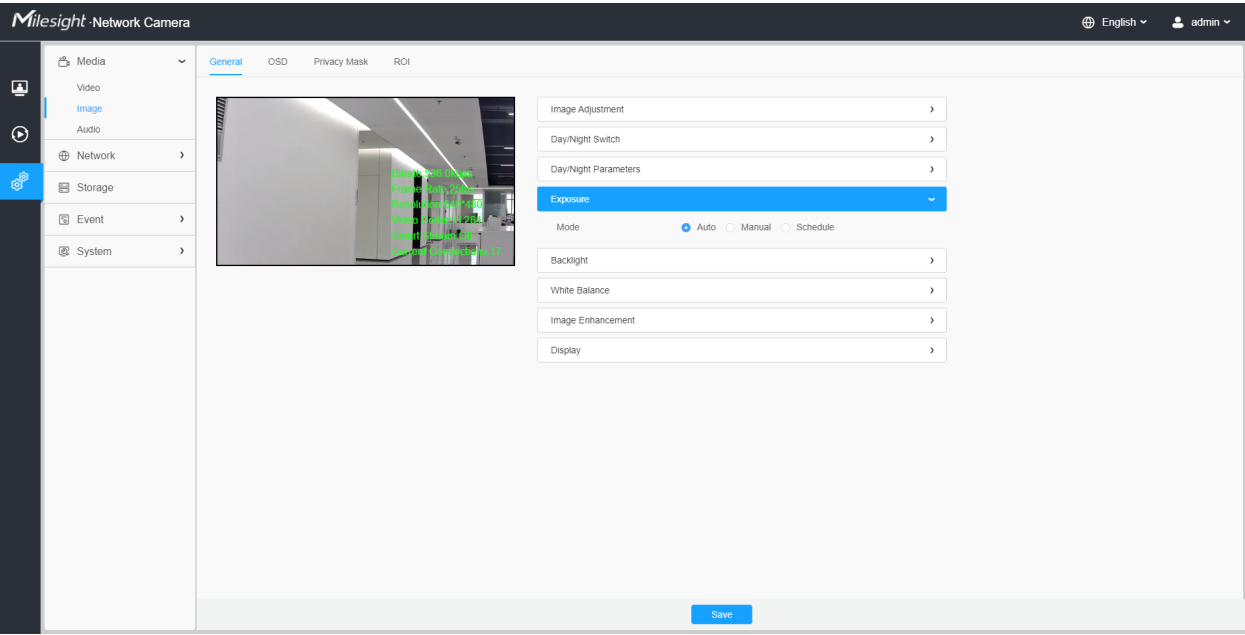 Milesight·Network Camera
English
admin
Media
Video
Image
Audio
Network
Storage
Event
System
General
OSD
Privacy Mask
ROI
Image Adjustment
Day/Night Switch
Day/Night Parameters
Exposure
Mode
Auto
Manual
Schedule
Backlight
White Balance
Image Enhancement
Display
Save